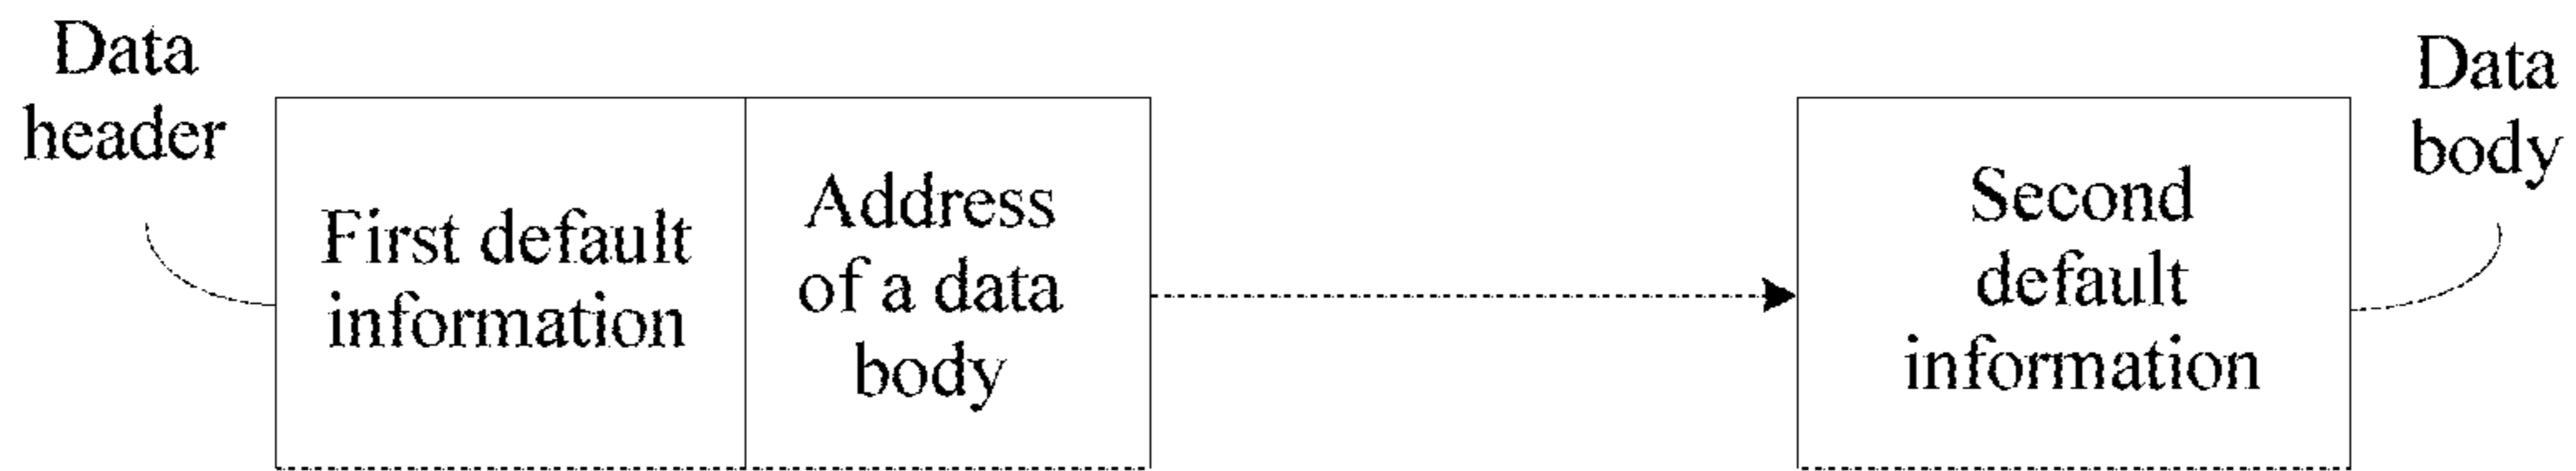 Data
header
First default
information
Address
of a data
body
Second
default
information
Data
body